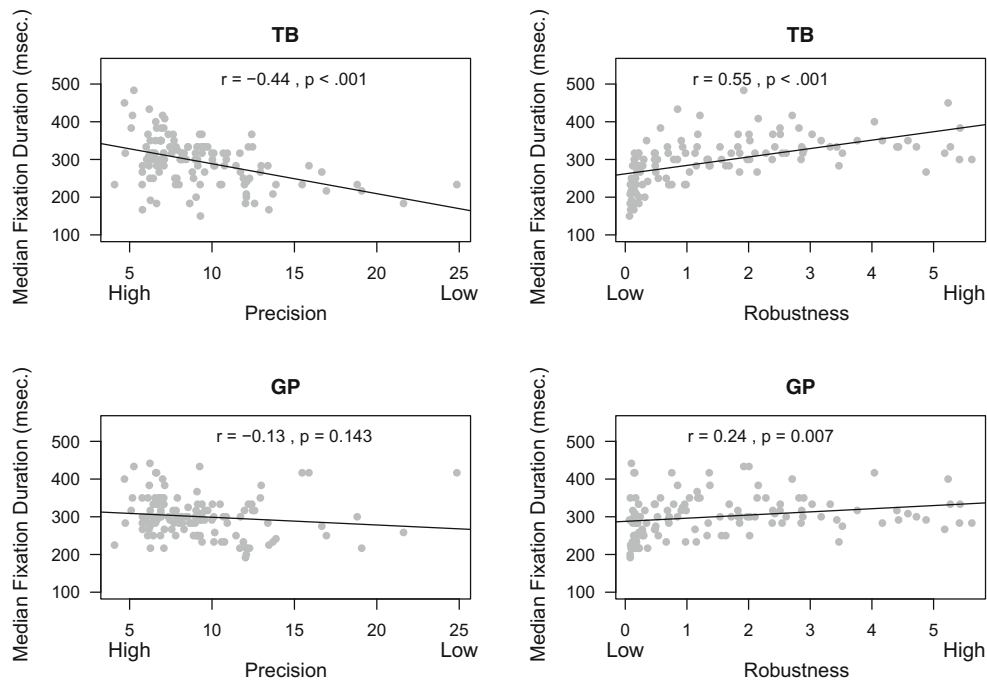 TB
r = −0.44 , p < .001
Median Fixation Duration (msec.)
500
400
300
200
100
5 10 15 20 25
High Low
Precision
TB
r = 0.55 , p < .001
Median Fixation Duration (msec.)
500
400
300
200
100
0 1 2 3 4 5
Low High
Robustness
GP
r = −0.13 , p = 0.143
Median Fixation Duration (msec.)
500
400
300
200
100
5 10 15 20 25
High Low
Precision
GP
r = 0.24 , p = 0.007
Median Fixation Duration (msec.)
500
400
300
200
100
0 1 2 3 4 5
Low High
Robustness